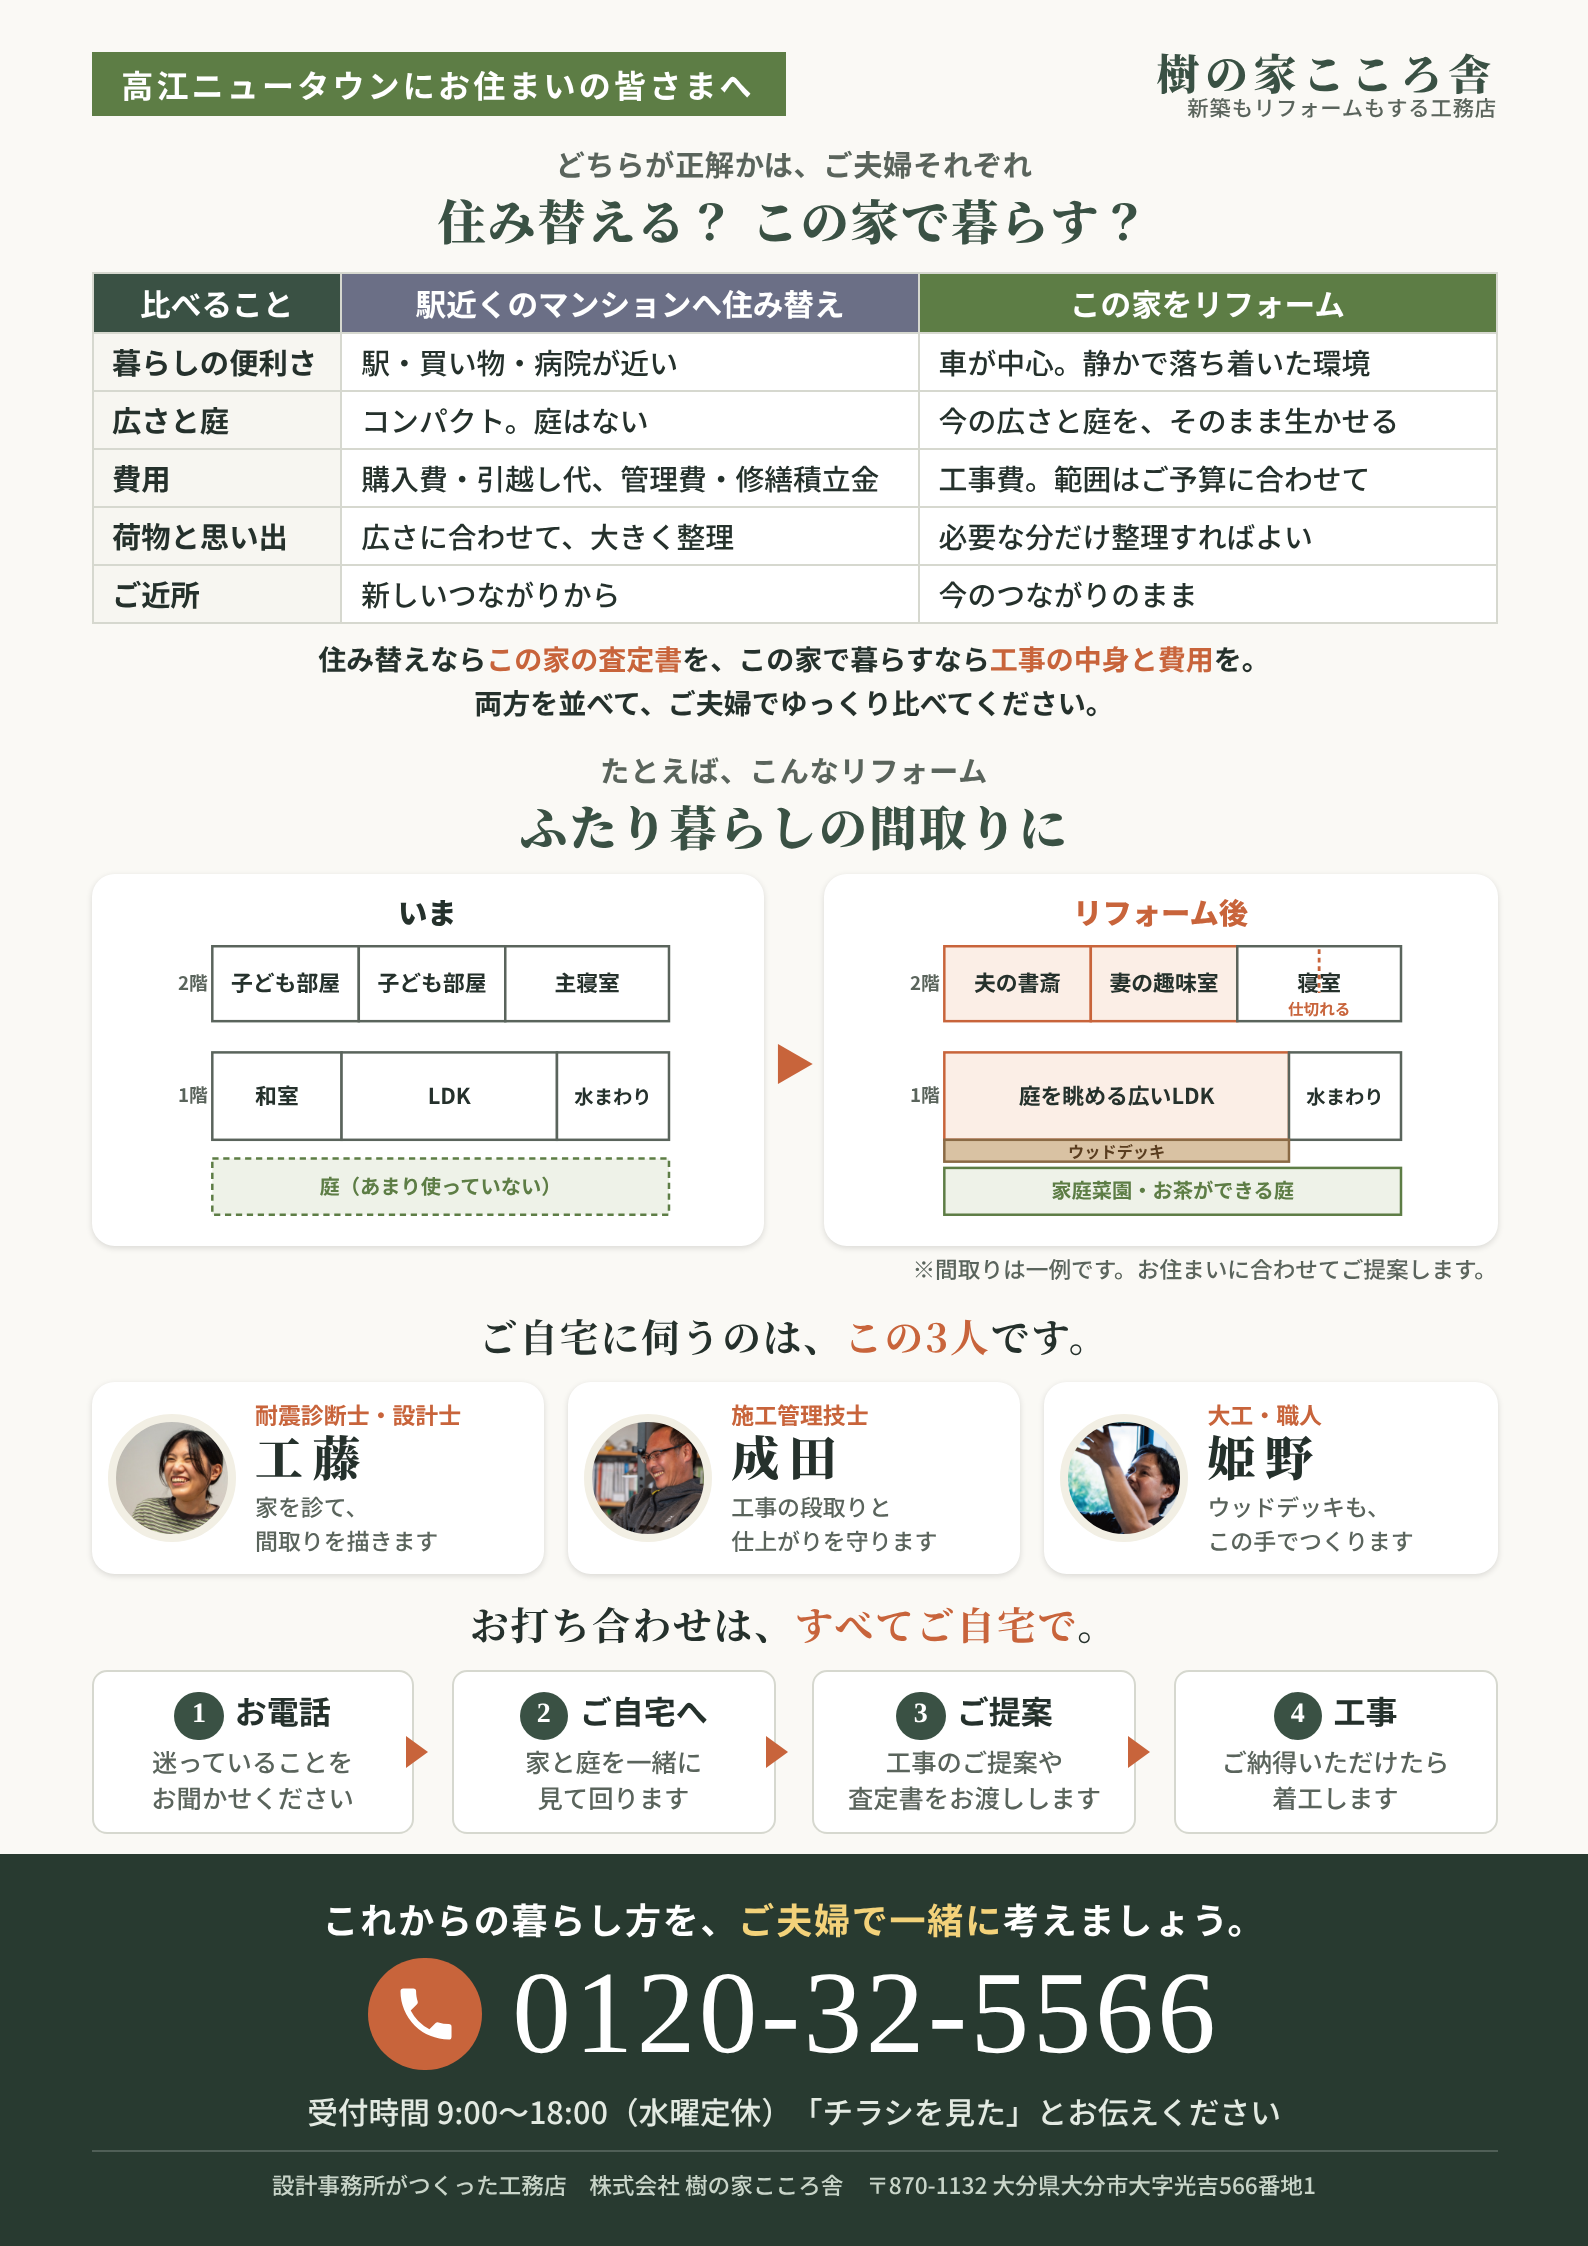 高江ニュータウンにお住まいの皆さまへ
樹の家こころ舎
新築もリフォームもする工務店
どちらが正解かは、ご夫婦それぞれ
住み替える？ この家で暮らす？
比べること 駅近くのマンションへ住み替え この家をリフォーム
暮らしの便利さ 駅・買い物・病院が近い 車が中心。静かで落ち着いた環境
広さと庭 コンパクト。庭はない 今の広さと庭を、そのまま生かせる
費用 購入費・引越し代、管理費・修繕積立金 工事費。範囲はご予算に合わせて
荷物と思い出 広さに合わせて、大きく整理 必要な分だけ整理すればよい
ご近所 新しいつながりから 今のつながりのまま
住み替えならこの家の査定書を、この家で暮らすなら工事の中身と費用を。
両方を並べて、ご夫婦でゆっくり比べてください。
たとえば、こんなリフォーム
ふたり暮らしの間取りに
いま
2階 子ども部屋 子ども部屋 主寝室
1階 和室 LDK 水まわり
庭（あまり使っていない）
リフォーム後
2階 夫の書斎 妻の趣味室 寝室
仕切れる
1階 庭を眺める広いLDK 水まわり
ウッドデッキ
家庭菜園・お茶ができる庭
※間取りは一例です。お住まいに合わせてご提案します。
ご自宅に伺うのは、この3人です。
耐震診断士・設計士
工藤
家を診て、
間取りを描きます
施工管理技士
成田
工事の段取りと
仕上がりを守ります
大工・職人
姫野
ウッドデッキも、
この手でつくります
お打ち合わせは、すべてご自宅で。
1 お電話
迷っていることを
お聞かせください
2 ご自宅へ
家と庭を一緒に
見て回ります
3 ご提案
工事のご提案や
査定書をお渡しします
4 工事
ご納得いただけたら
着工します
これからの暮らし方を、ご夫婦で一緒に考えましょう。
0120-32-5566
受付時間 9:00〜18:00（水曜定休）「チラシを見た」とお伝えください
設計事務所がつくった工務店 株式会社 樹の家こころ舎 〒870-1132 大分県大分市大字光吉566番地1